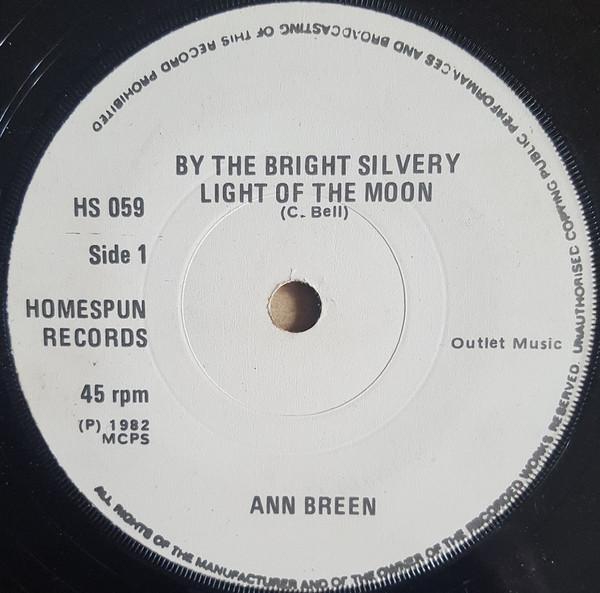 BY THE BRIGHT SILVERY
LIGHT OF THE MOON
(C. Bell)
HS 059
Side 1
HOMESPUN
RECORDS
45 rpm
(P) 1982
MCPS
Outlet Music
ANN BREEN
ALL RIGHTS OF THE MANUFACTURER AND OF THE OWNER OF THE RECORDED WORKS RESERVED. UNAUTHORISED COPYING PUBLIC PERFORMANCES AND BROADCASTING OF THIS RECORD PROHIBITED